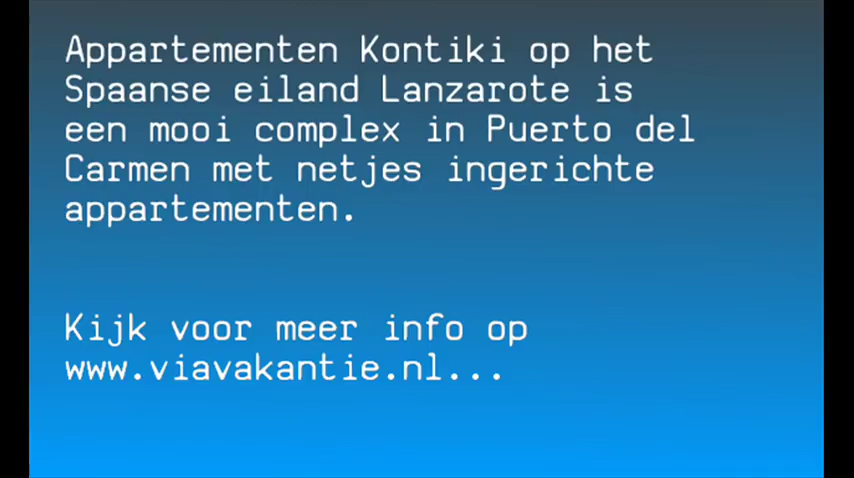 Appartementen Kontiki op het
Spaanse eiland Lanzarote is
een mooi complex in Puerto del
Carmen met netjes ingerichte
appartementen.
Kijk voor meer info op
www.viavakantie.nl...